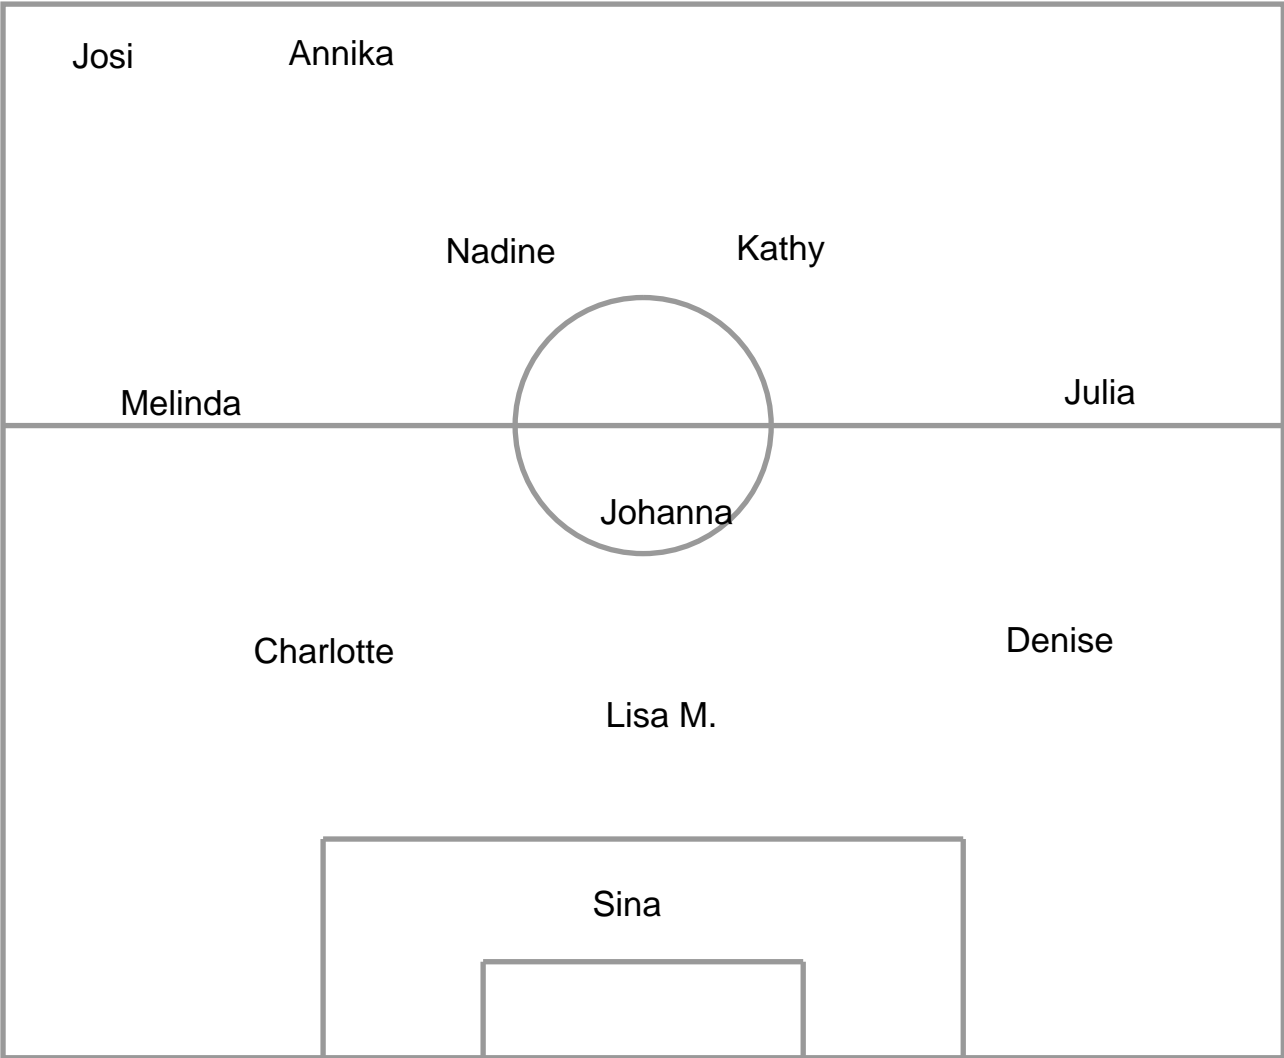 Josi
Annika
Nadine
Kathy
Melinda
Julia
Johanna
Charlotte
Denise
Lisa M.
Sina